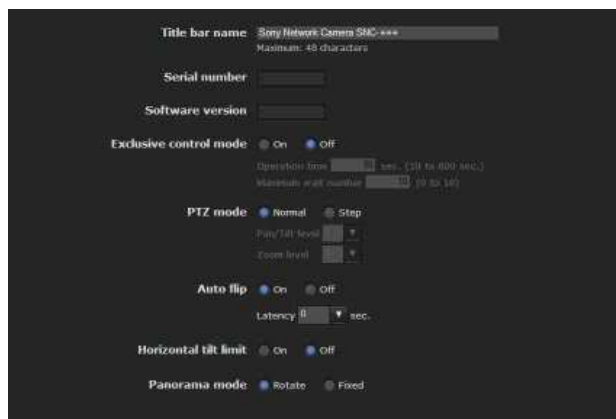 Title bar name Sony Network Camera SNC-***
Maximum: 48 characters
Serial number
Software version
Exclusive control mode On Off
Operation time sec. (10 to 600 sec.)
Maximum wait number (0 to 10)
PTZ mode Normal Step
Pan/Tilt level
Zoom level
Auto flip On Off
Latency 0 sec.
Horizontal tilt limit On Off
Panorama mode Rotate Fixed